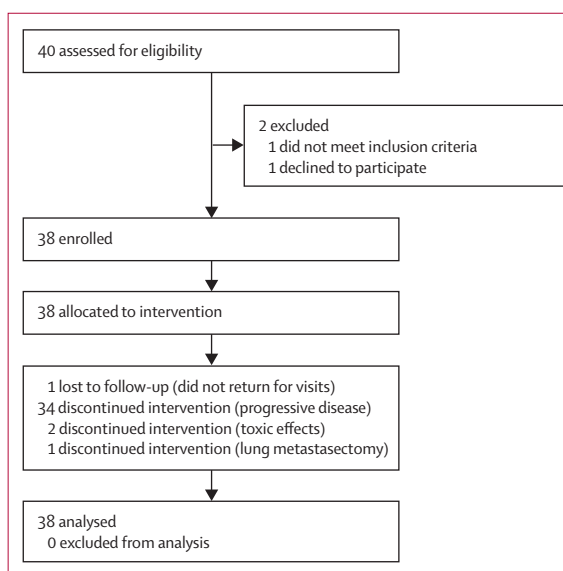 40 assessed for eligibility
2 excluded
1 did not meet inclusion criteria
1 declined to participate
38 enrolled
38 allocated to intervention
1 lost to follow-up (did not return for visits)
34 discontinued intervention (progressive disease)
2 discontinued intervention (toxic effects)
1 discontinued intervention (lung metastasectomy)
38 analysed
0 excluded from analysis